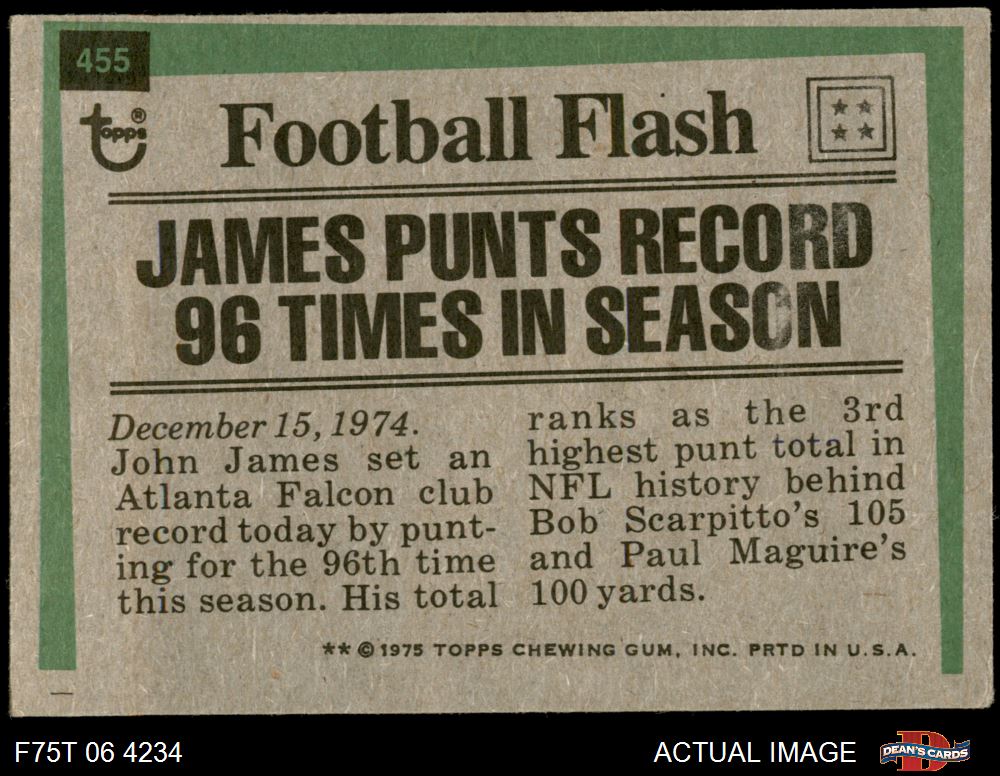 455
topps®
Football Flash
JAMES PUNTS RECORD
96 TIMES IN SEASON
December 15, 1974.
John James set an
Atlanta Falcon club
record today by punt-
ing for the 96th time
this season. His total
ranks as the 3rd
highest punt total in
NFL history behind
Bob Scarpitto's 105
and Paul Maguire's
100 yards.
** © 1975 TOPPS CHEWING GUM, INC. PRTD IN U.S.A.
F75T 06 4234
ACTUAL IMAGE
D
DEAN'S CARDS